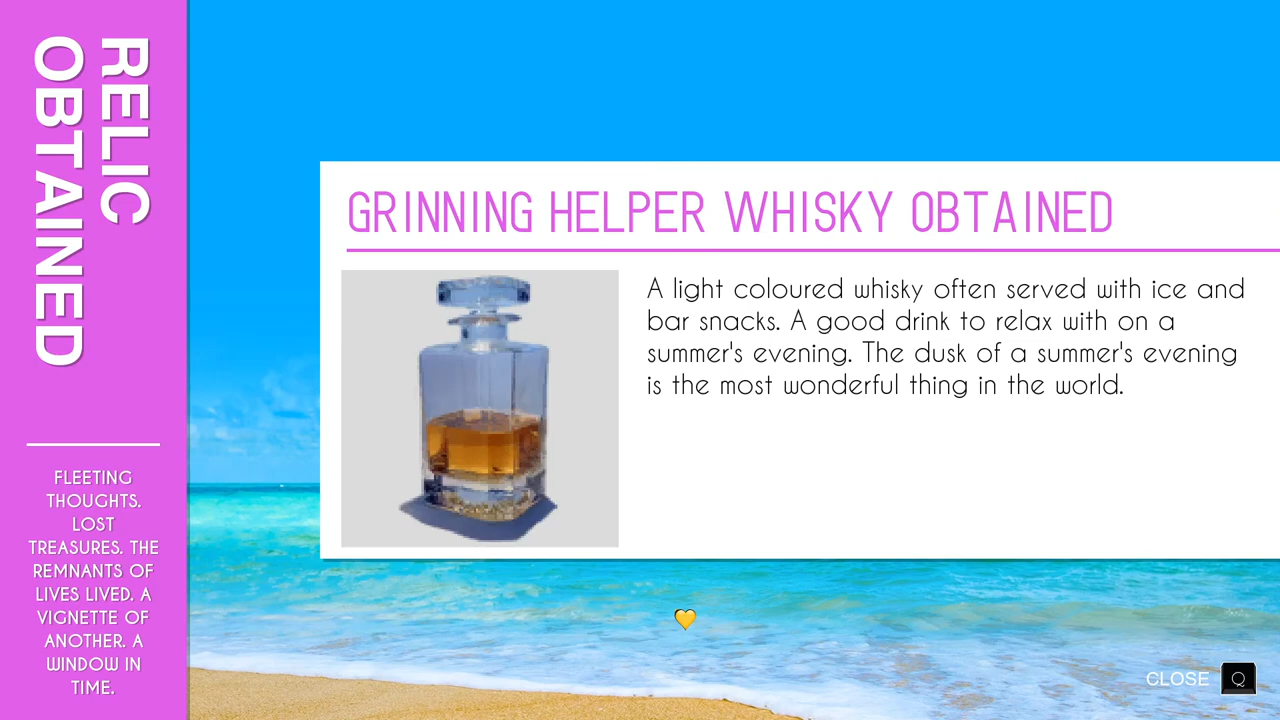 RELIC
OBTAINED
FLEETING
THOUGHTS.
LOST
TREASURES. THE
REMNANTS OF
LIVES LIVED. A
VIGNETTE OF
ANOTHER. A
WINDOW IN
TIME.
GRINNING HELPER WHISKY OBTAINED
A light coloured whisky often served with ice and
bar snacks. A good drink to relax with on a
summer's evening. The dusk of a summer's evening
is the most wonderful thing in the world.
CLOSE Q